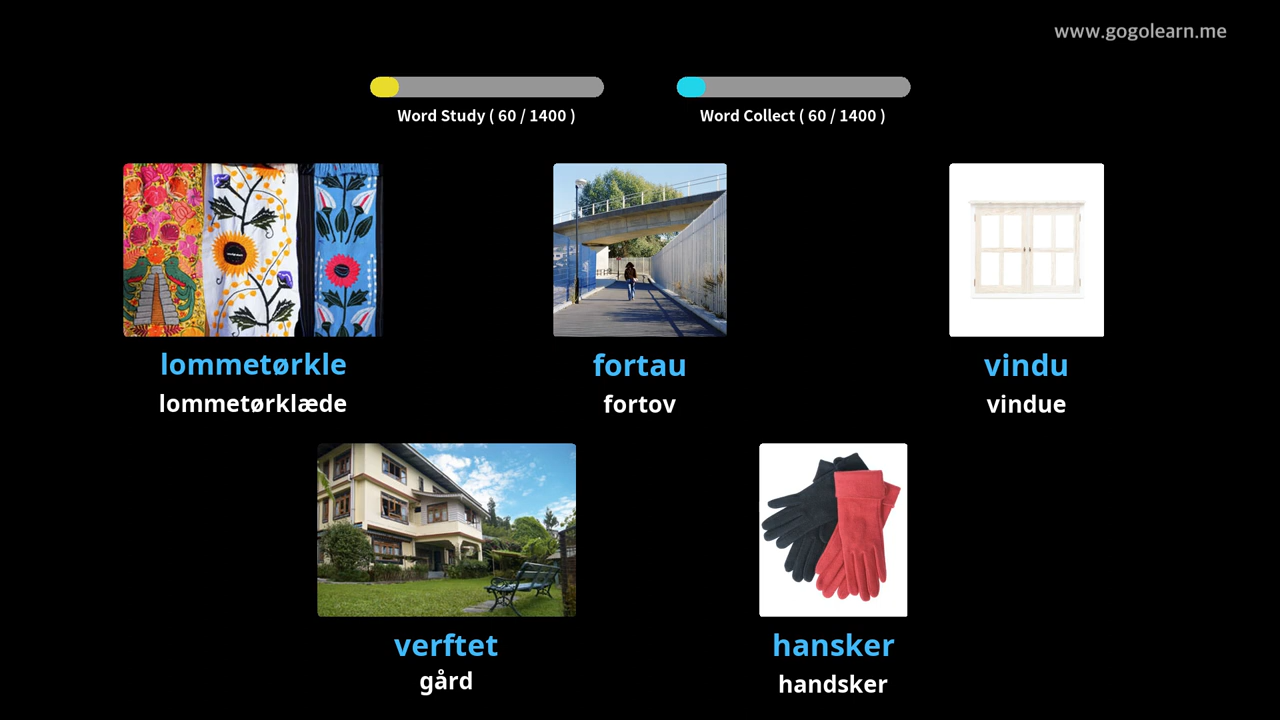 www.gogolearn.me
Word Study ( 60 / 1400 )
Word Collect ( 60 / 1400 )
lommetørkle
lommetørklæde
fortau
fortov
vindu
vindue
verftet
gård
hansker
handsker